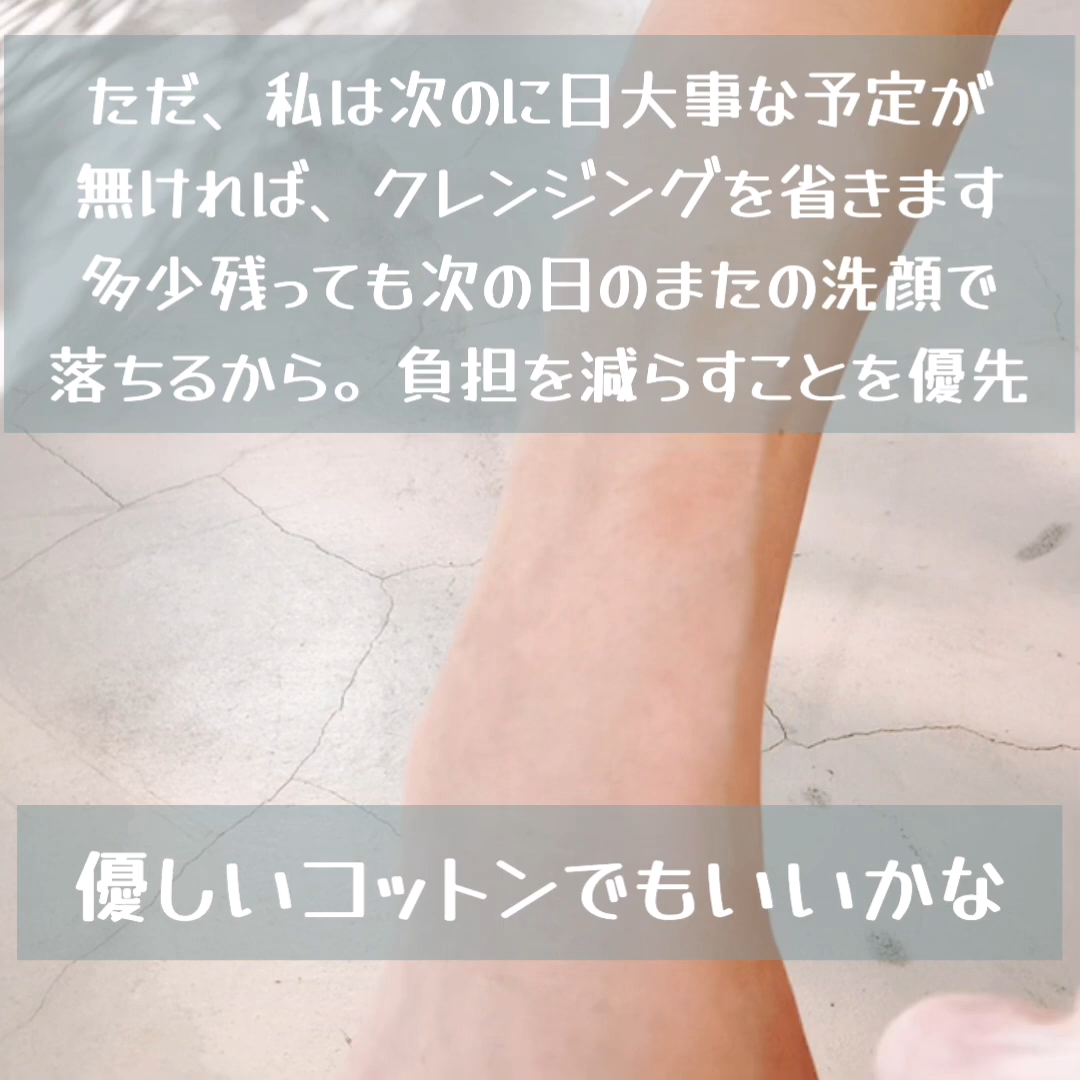 ただ、私は次のに日大事な予定が
無ければ、クレンジングを省きます
多少残っても次の日のまたの洗顔で
落ちるから。負担を減らすことを優先
優しいコットンでもいいかな